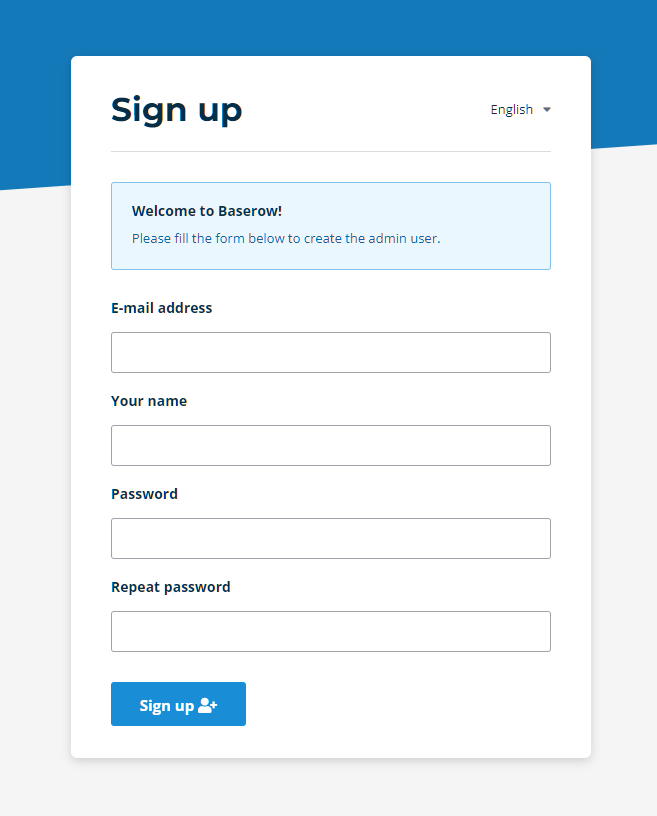 Sign up
English
Welcome to Baserow!
Please fill the form below to create the admin user.
E-mail address
Your name
Password
Repeat password
Sign up